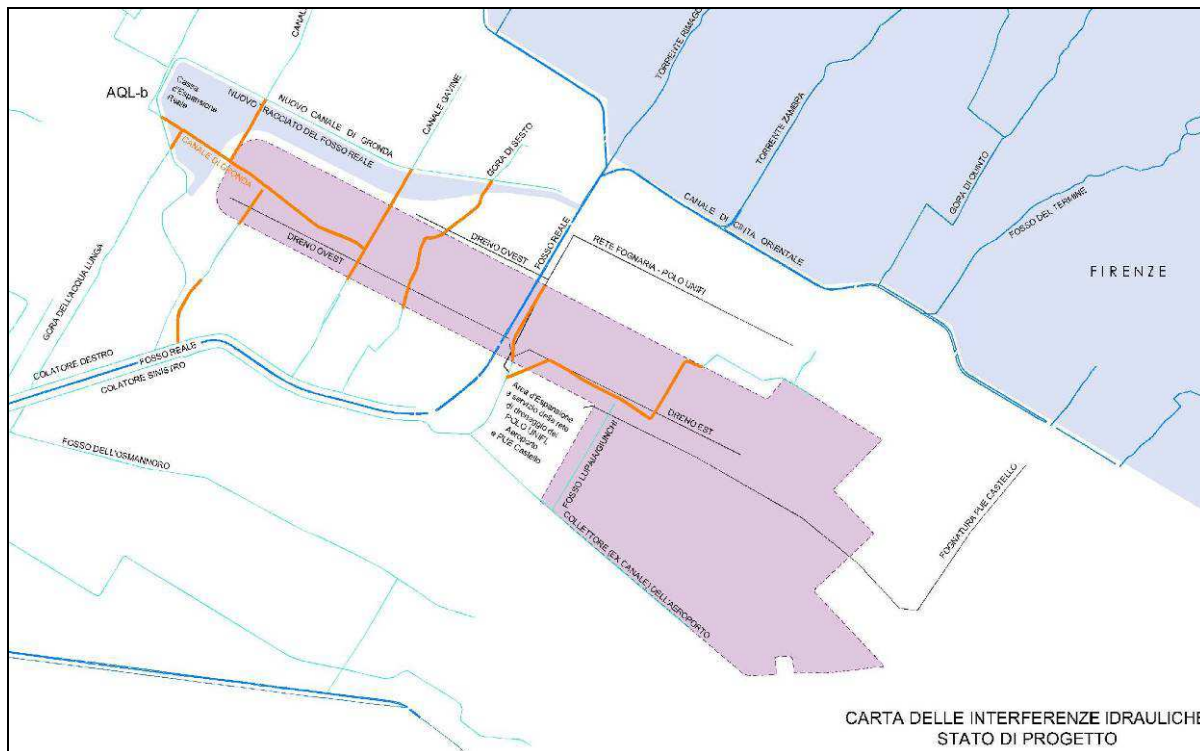 CANAL
AQL-b
Cassa
d'Espansione
Reale
NUOVO CANALE DI GRONDA
NUOVO TRACCIATO DEL FOSSO REALE
CANALE DI GRONDA
CANALE GAVINE
GORA DI SESTO
TORRENTE RIMAGG
TORRENTE ZAMBRA
GORA DI QUINTO
FOSSO DEL TERMINE
CANALE DI CINTA ORIENTALE
FIRENZE
DRENO OVEST
DRENO OVEST
FOSSO REALE
RETE FOGNARIA - POLO UNIFI
GORA DELL'ACQUA LUNGA
COLATORE DESTRO
FOSSO REALE
COLATORE SINISTRO
FOSSO DELL'OSMANNORO
Area d'Espansione
a servizio della rete
di drenaggio del
POLO UNIFI,
Aeroporto
e PUE Castello
DRENO EST
FOSSO LUPAIA/GIUNCHI
COLLETTORE (EX CANALE) DELL'AEROPORTO
FOGNATURA PUE CASTELLO
CARTA DELLE INTERFERENZE IDRAULICHE
STATO DI PROGETTO